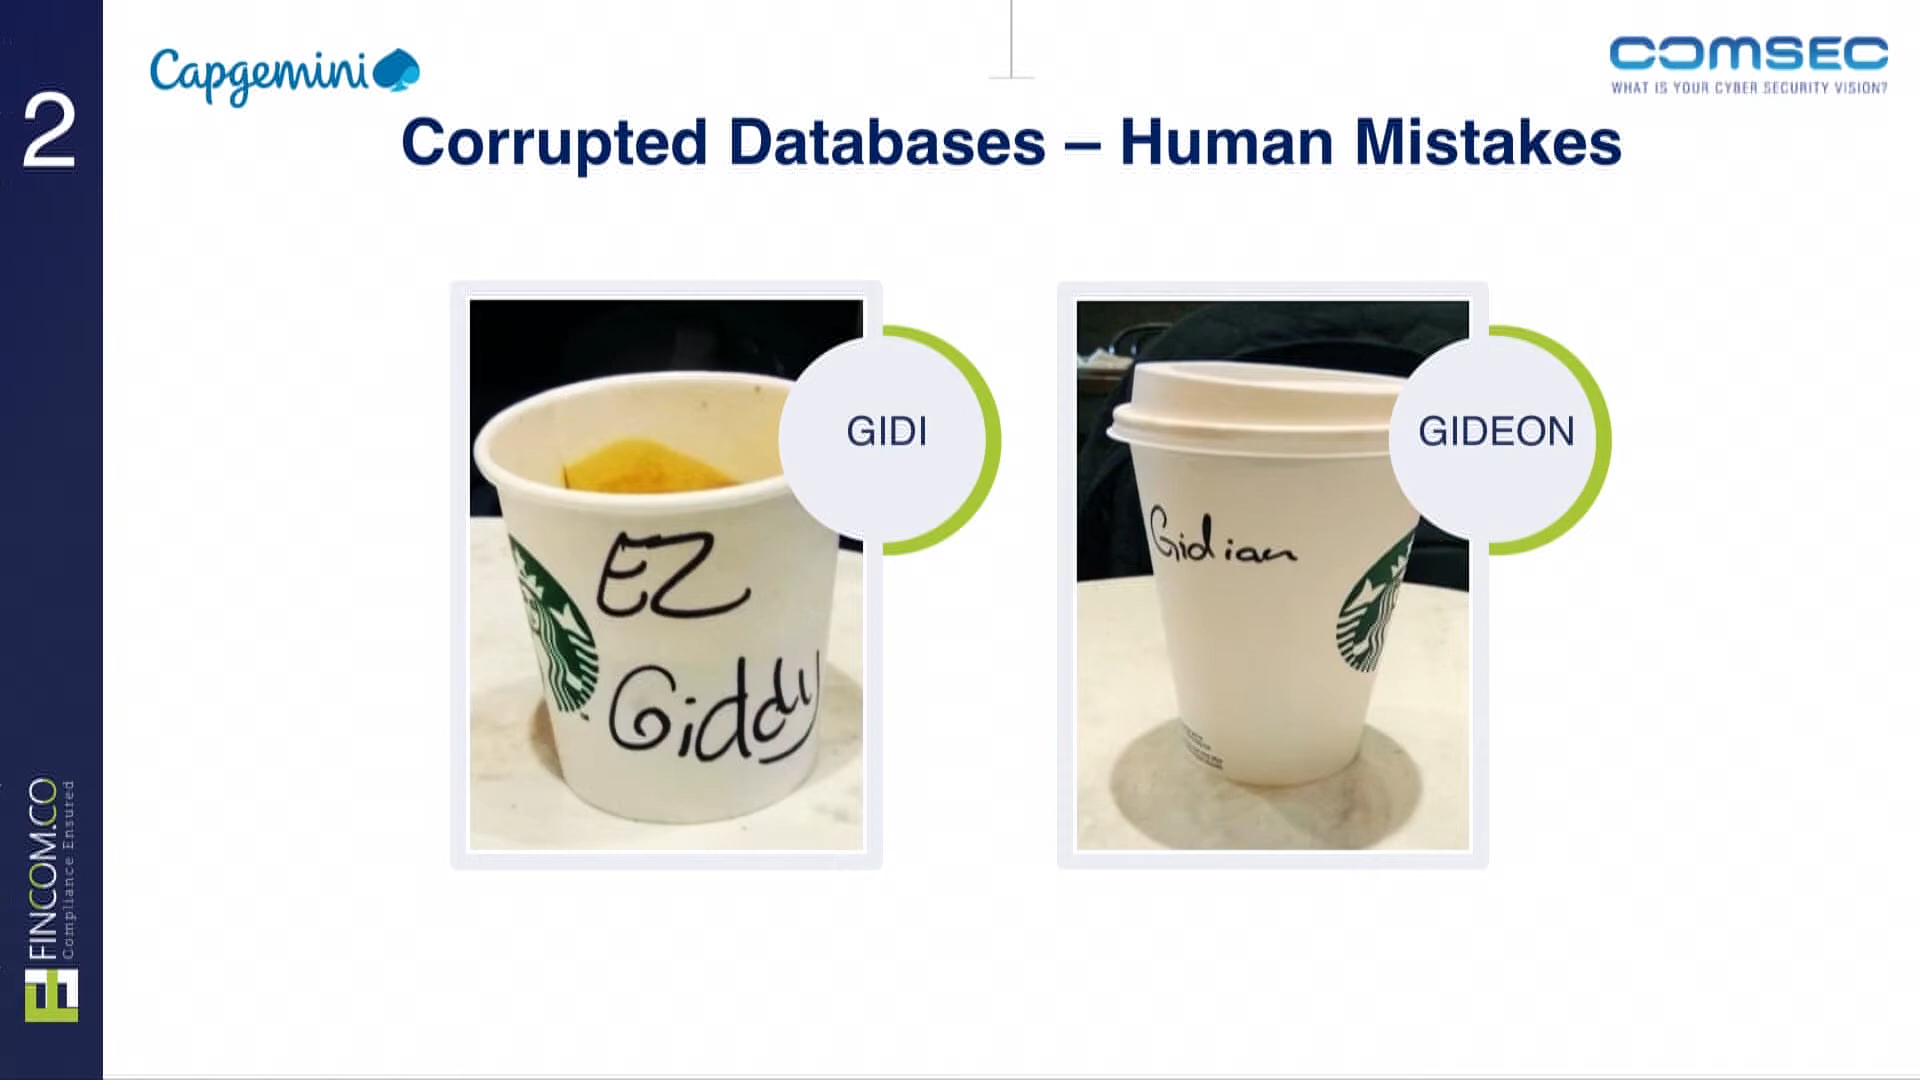 Capgemini
COMSEC
WHAT IS YOUR CYBER SECURITY VISION?
2
Corrupted Databases – Human Mistakes
GIDI
GIDEON
EZ
Giddy
Gidian
FINCOM.CO
Compliance Ensured